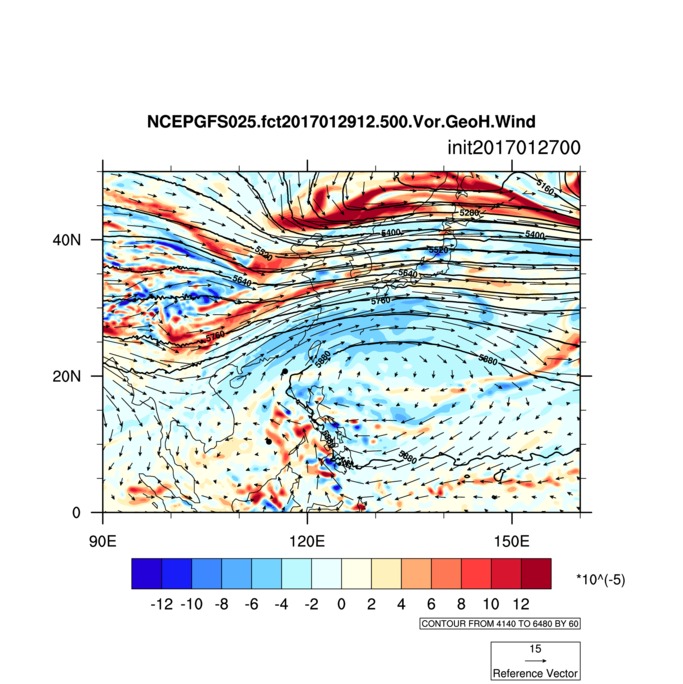 NCEPGFS025.fct2017012912.500.Vor.GeoH.Wind
init2017012700
5160
5280
5400
5400
5520
5640
5760
5640
5760
5880
5880
5880
40N
20N
0
90E
120E
150E
-12 -10 -8 -6 -4 -2 0 2 4 6 8 10 12
*10^(-5)
CONTOUR FROM 4140 TO 6480 BY 60
15
Reference Vector